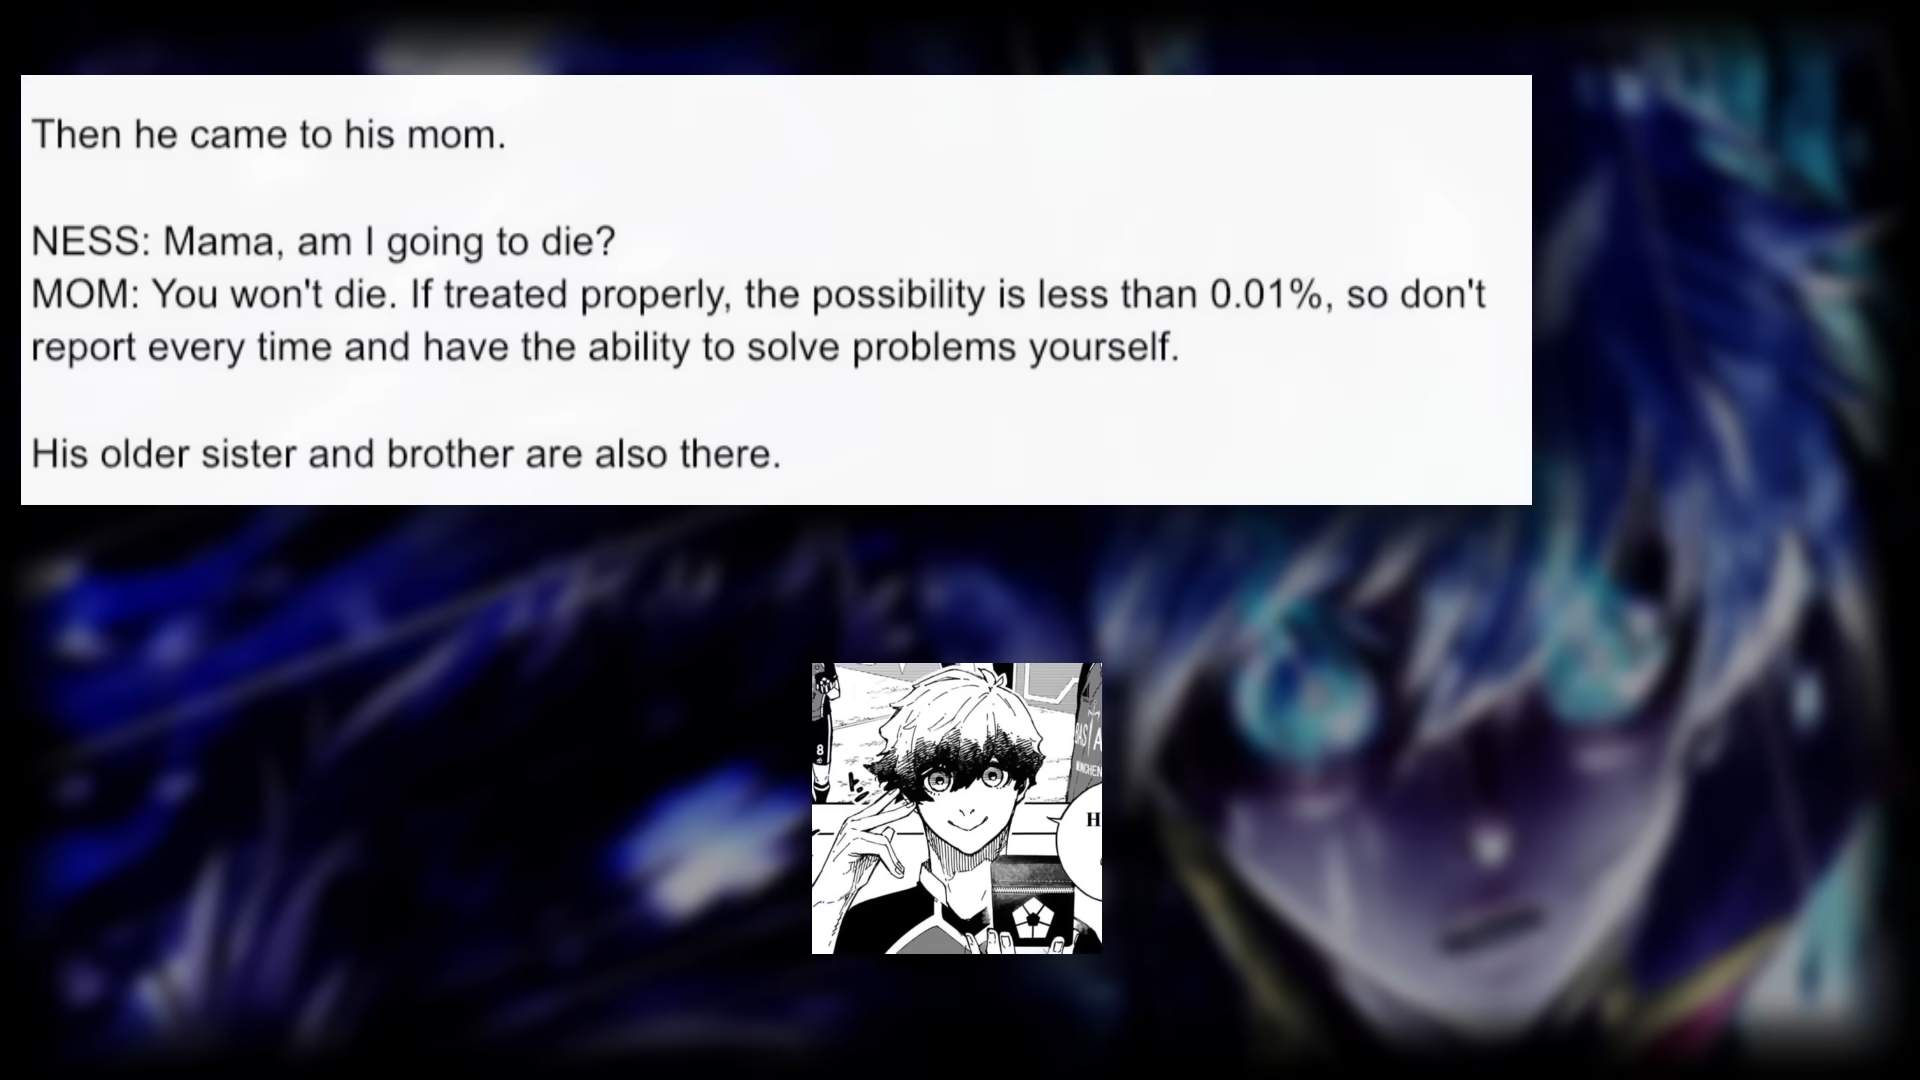 Then he came to his mom.
NESS: Mama, am I going to die?
MOM: You won't die. If treated properly, the possibility is less than 0.01%, so don't
report every time and have the ability to solve problems yourself.
His older sister and brother are also there.
8
MÜNCHEN
H